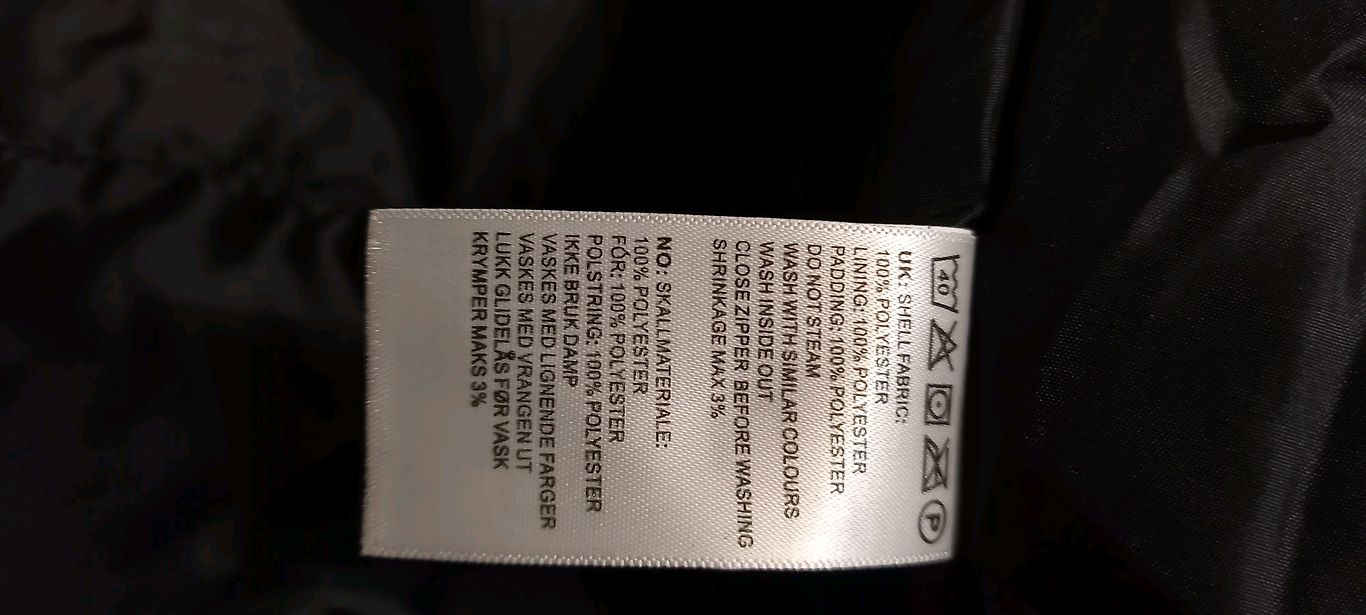 40 P
UK: SHELL FABRIC:
100% POLYESTER
LINING: 100% POLYESTER
PADDING: 100% POLYESTER
DO NOT STEAM
WASH WITH SIMILAR COLOURS
WASH INSIDE OUT
CLOSE ZIPPER BEFORE WASHING
SHRINKAGE MAX 3%
NO: SKALLMATERIALE:
100% POLYESTER
FÓR: 100% POLYESTER
POLSTRING: 100% POLYESTER
IKKE BRUK DAMP
VASKES MED LIGNENDE FARGER
VASKES MED VRANGEN UT
LUKK GLIDELÅS FØR VASK
KRYMPER MAKS 3%